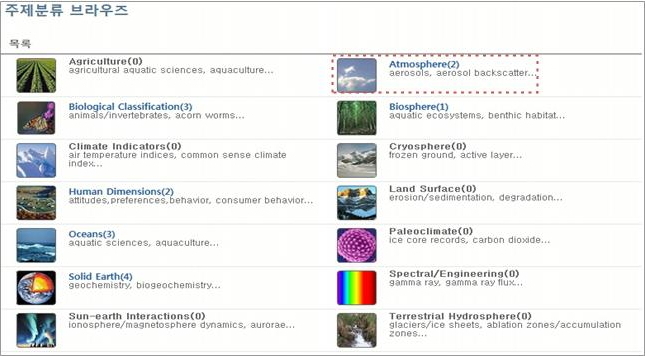 주제분류 브라우즈
목록
Agriculture(0)
agricultural aquatic sciences, aquaculture...
Atmosphere(2)
aerosols, aerosol backscatter...
Biological Classification(3)
animals/invertebrates, acorn worms...
Biosphere(1)
aquatic ecosystems, benthic habitat...
Climate Indicators(0)
air temperature indices, common sense climate
index...
Cryosphere(0)
frozen ground, active layer...
Human Dimensions(2)
attitudes,preferences,behavior, consumer behavior...
Land Surface(0)
erosion/sedimentation, degradation...
Oceans(3)
aquatic sciences, aquaculture...
Paleoclimate(0)
ice core records, carbon dioxide...
Solid Earth(4)
geochemistry, biogeochemistry...
Spectral/Engineering(0)
gamma ray, gamma ray flux...
Sun-earth Interactions(0)
ionosphere/magnetosphere dynamics, aurorae...
Terrestrial Hydrosphere(0)
glaciers/ice sheets, ablation zones/accumulation
zones...